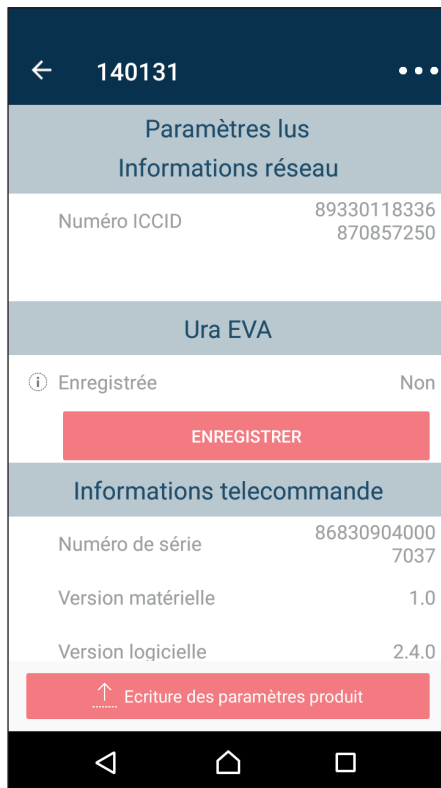 140131
Paramètres lus
Informations réseau
Numéro ICCID
89330118336
870857250
Ura EVA
Enregistrée
Non
ENREGISTRER
Informations telecommande
Numéro de série
86830904000
7037
Version matérielle
1.0
Version logicielle
2.4.0
Ecriture des paramètres produit